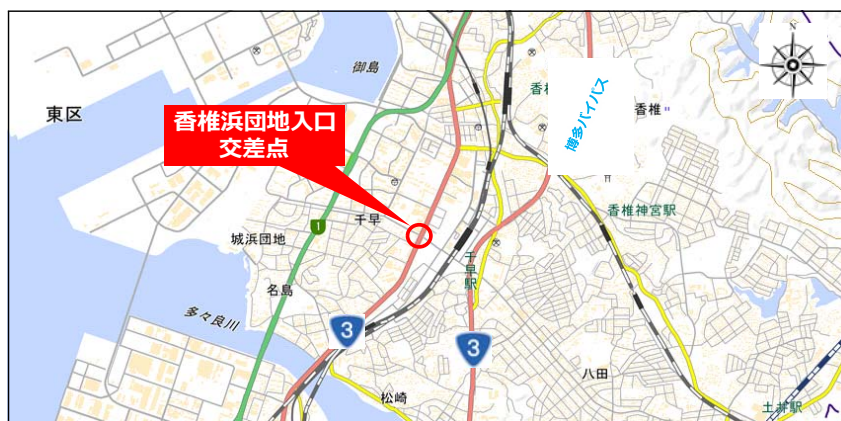 御島
N
東区
香椎浜団地入口
交差点
香椎
博多バイパス
香椎
香椎神宮駅
1
千早
城浜団地
千早駅
名島
多々良川
3
3
八田
松崎
土井駅